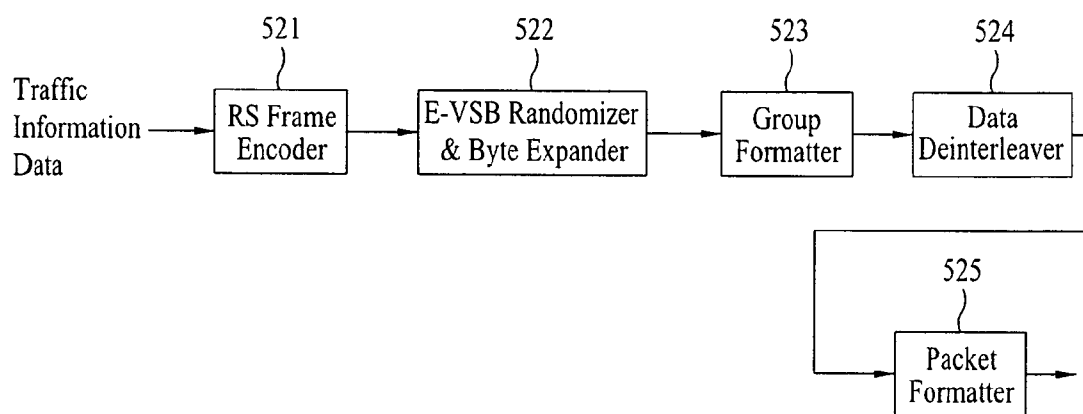 521
522
523
524
Traffic
Information
Data
RS Frame
Encoder
E-VSB Randomizer
& Byte Expander
Group
Formatter
Data
Deinterleaver
525
Packet
Formatter